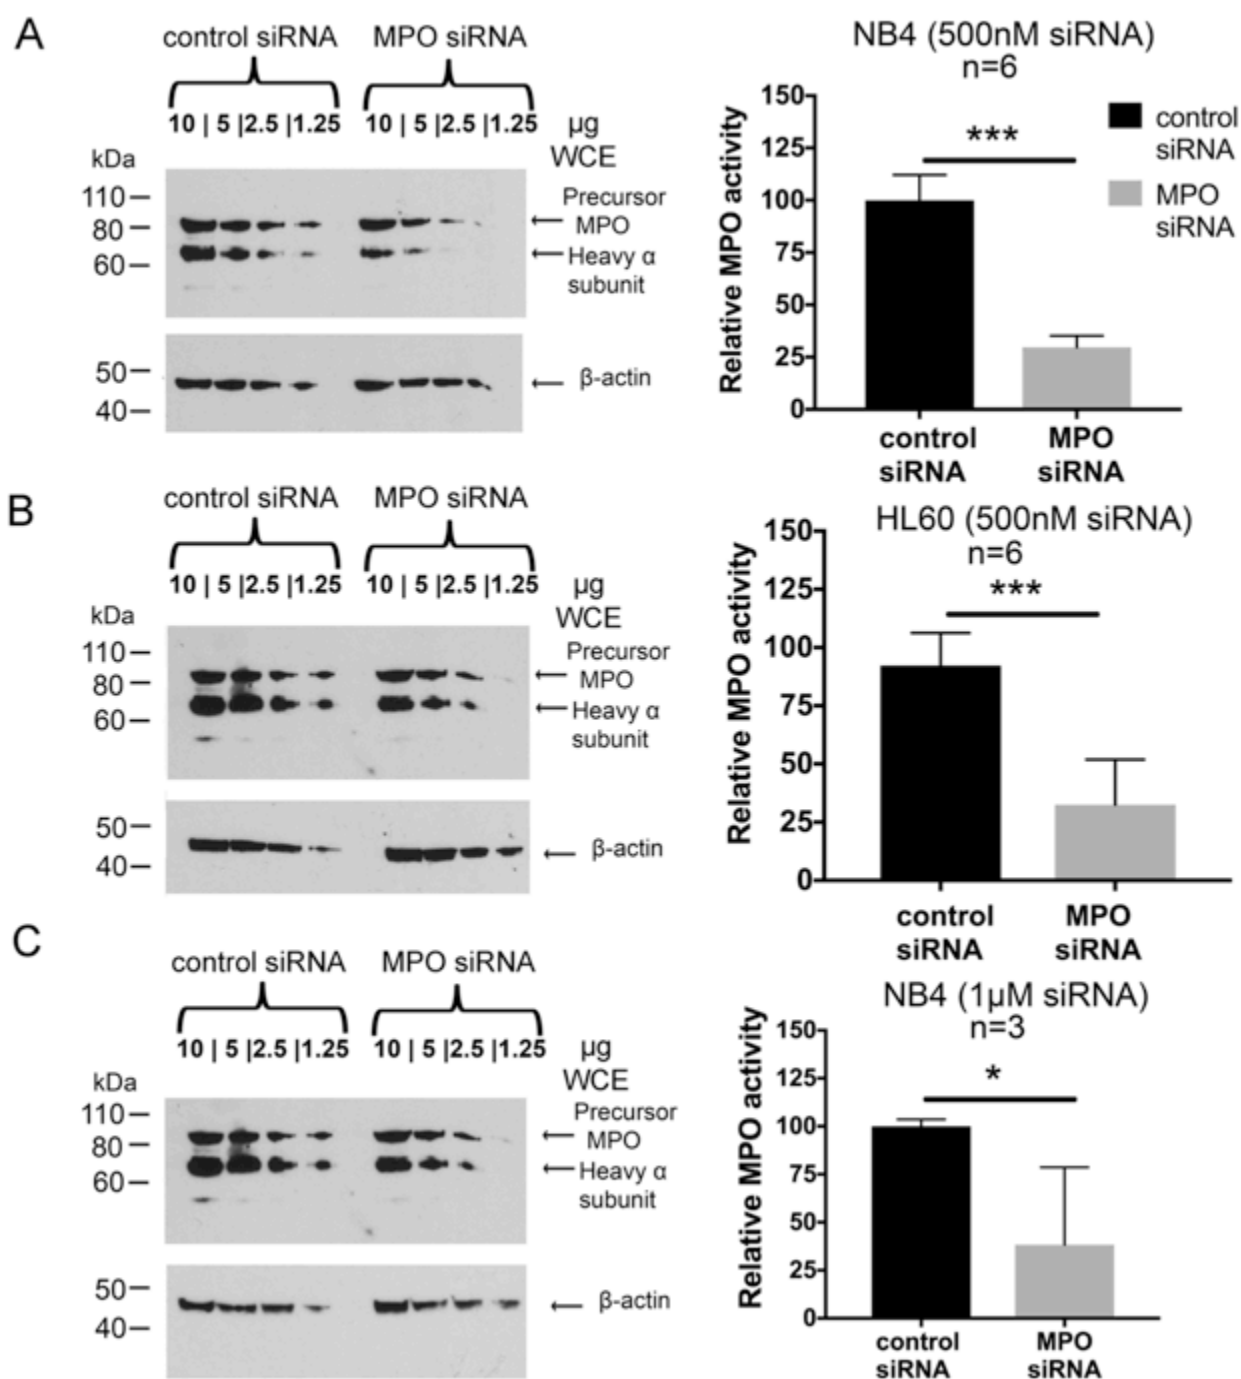 A
control siRNA MPO siRNA
10 | 5 |2.5 |1.25 10 | 5 |2.5 |1.25 µg
kDa WCE
110 Precursor
80 MPO
60 Heavy α
subunit
50 β-actin
40
NB4 (500nM siRNA)
n=6
150
*** control
siRNA
125
100 MPO
siRNA
75
50
25
0
Relative MPO activity
control MPO
siRNA siRNA
B
control siRNA MPO siRNA
10 | 5 |2.5 |1.25 10 | 5 |2.5 |1.25 µg
kDa WCE
110 Precursor
80 MPO
60 Heavy α
subunit
50 β-actin
40
HL60 (500nM siRNA)
n=6
***
150
125
100
75
50
25
0
Relative MPO activity
control MPO
siRNA siRNA
C
control siRNA MPO siRNA
10 | 5 |2.5 |1.25 10 | 5 |2.5 |1.25 µg
kDa WCE
110 Precursor
80 MPO
60 Heavy α
subunit
50 β-actin
40
NB4 (1µM siRNA)
n=3
*
150
125
100
75
50
25
0
Relative MPO activity
control MPO
siRNA siRNA